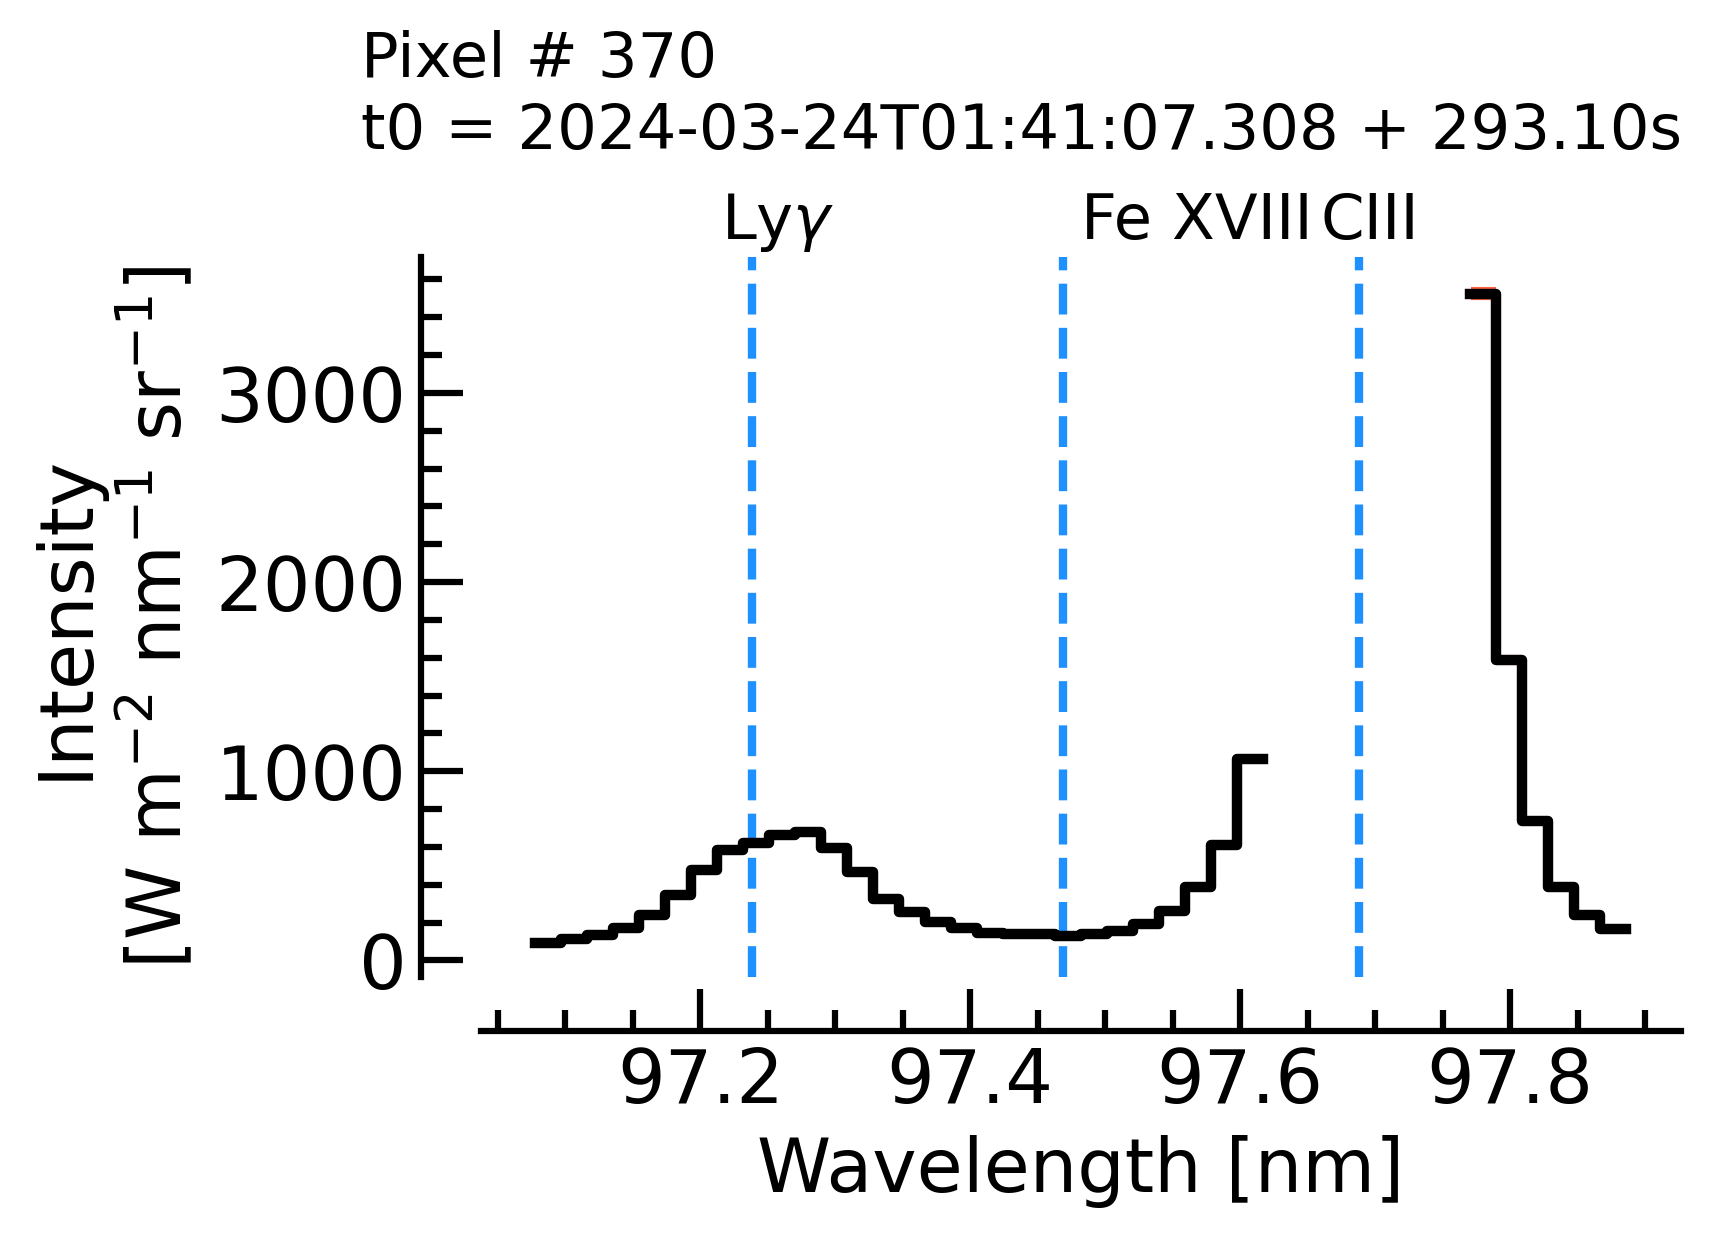 Pixel # 370
t0 = 2024-03-24T01:41:07.308 + 293.10s
Lyγ Fe XVIII CIII
Intensity
[W m⁻² nm⁻¹ sr⁻¹]
3000
2000
1000
0
97.2 97.4 97.6 97.8
Wavelength [nm]